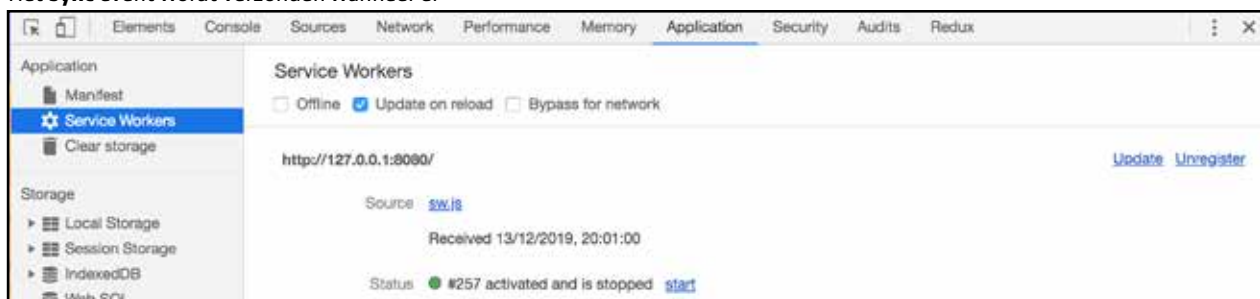 Elements Console Sources Network Performance Memory Application Security Audits Redux
Application
Manifest
Service Workers
Clear storage
Storage
Local Storage
Session Storage
IndexedDB
Web SQL
Service Workers
Offline Update on reload Bypass for network
http://127.0.0.1:8080/ Update Unregister
Source sw.js
Received 13/12/2019, 20:01:00
Status #257 activated and is stopped start